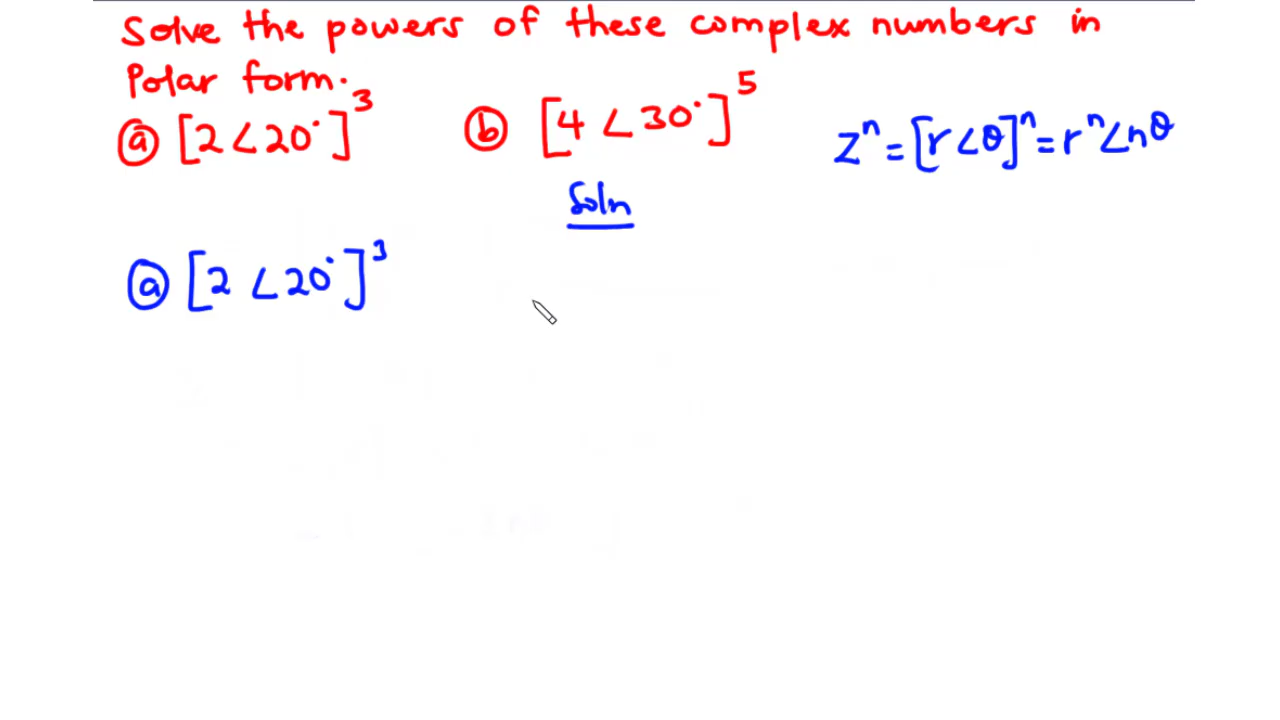 Solve the powers of these complex numbers in
Polar form.
ⓐ [2∠20°]³ ⓑ [4∠30°]⁵
Zⁿ = [r∠θ]ⁿ = rⁿ∠nθ
Soln
ⓐ [2∠20°]³